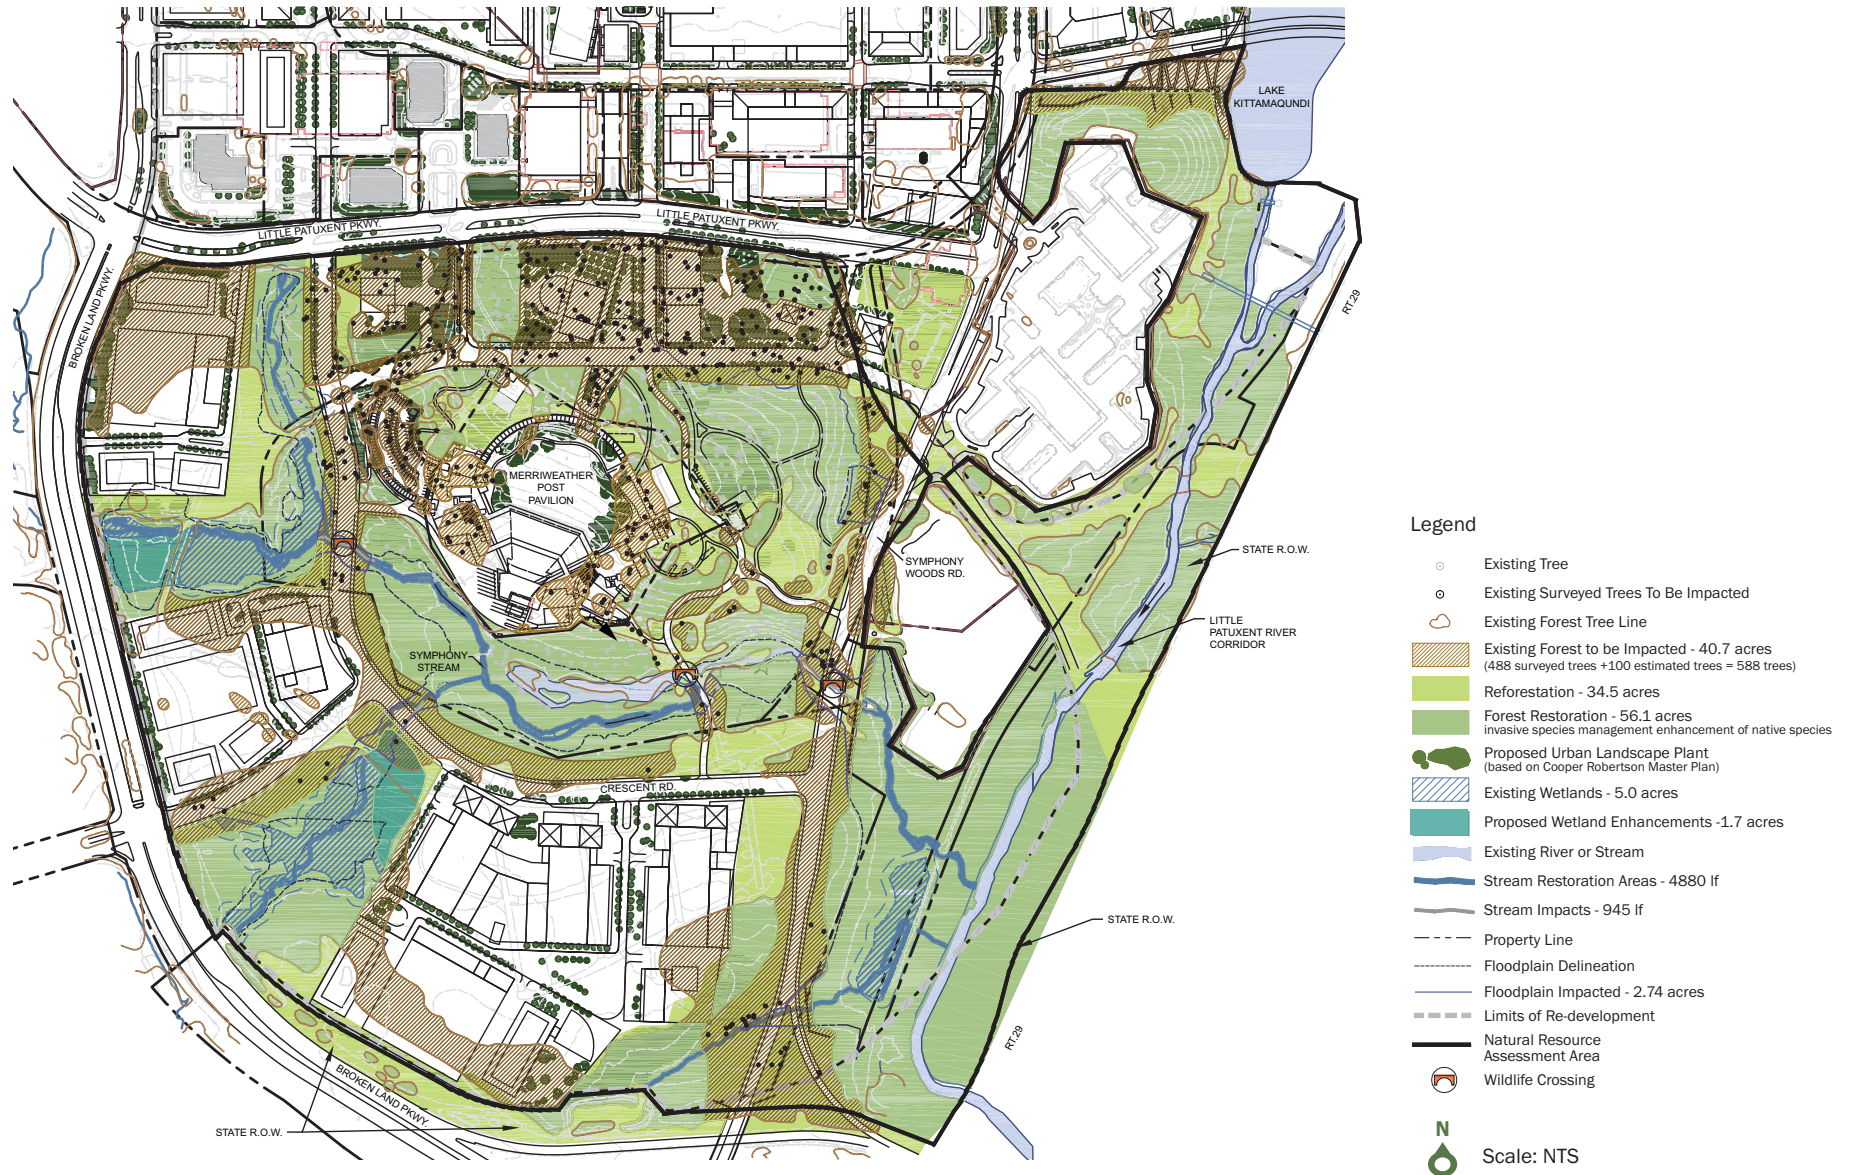 LAKE
KITTAMAQUNDI
LITTLE PATUXENT PKWY.
LITTLE PATUXENT PKWY.
BROKEN LAND PKWY.
RT.29
MERRIWEATHER
POST
PAVILION
SYMPHONY
WOODS RD.
STATE R.O.W.
LITTLE
PATUXENT RIVER
CORRIDOR
SYMPHONY
STREAM
CRESCENT RD.
STATE R.O.W.
RT.29
BROKEN LAND PKWY.
STATE R.O.W.
Legend
Existing Tree
Existing Surveyed Trees To Be Impacted
Existing Forest Tree Line
Existing Forest to be Impacted - 40.7 acres
(488 surveyed trees +100 estimated trees = 588 trees)
Reforestation - 34.5 acres
Forest Restoration - 56.1 acres
invasive species management enhancement of native species
Proposed Urban Landscape Plant
(based on Cooper Robertson Master Plan)
Existing Wetlands - 5.0 acres
Proposed Wetland Enhancements -1.7 acres
Existing River or Stream
Stream Restoration Areas - 4880 lf
Stream Impacts - 945 lf
Property Line
Floodplain Delineation
Floodplain Impacted - 2.74 acres
Limits of Re-development
Natural Resource
Assessment Area
Wildlife Crossing
N
Scale: NTS